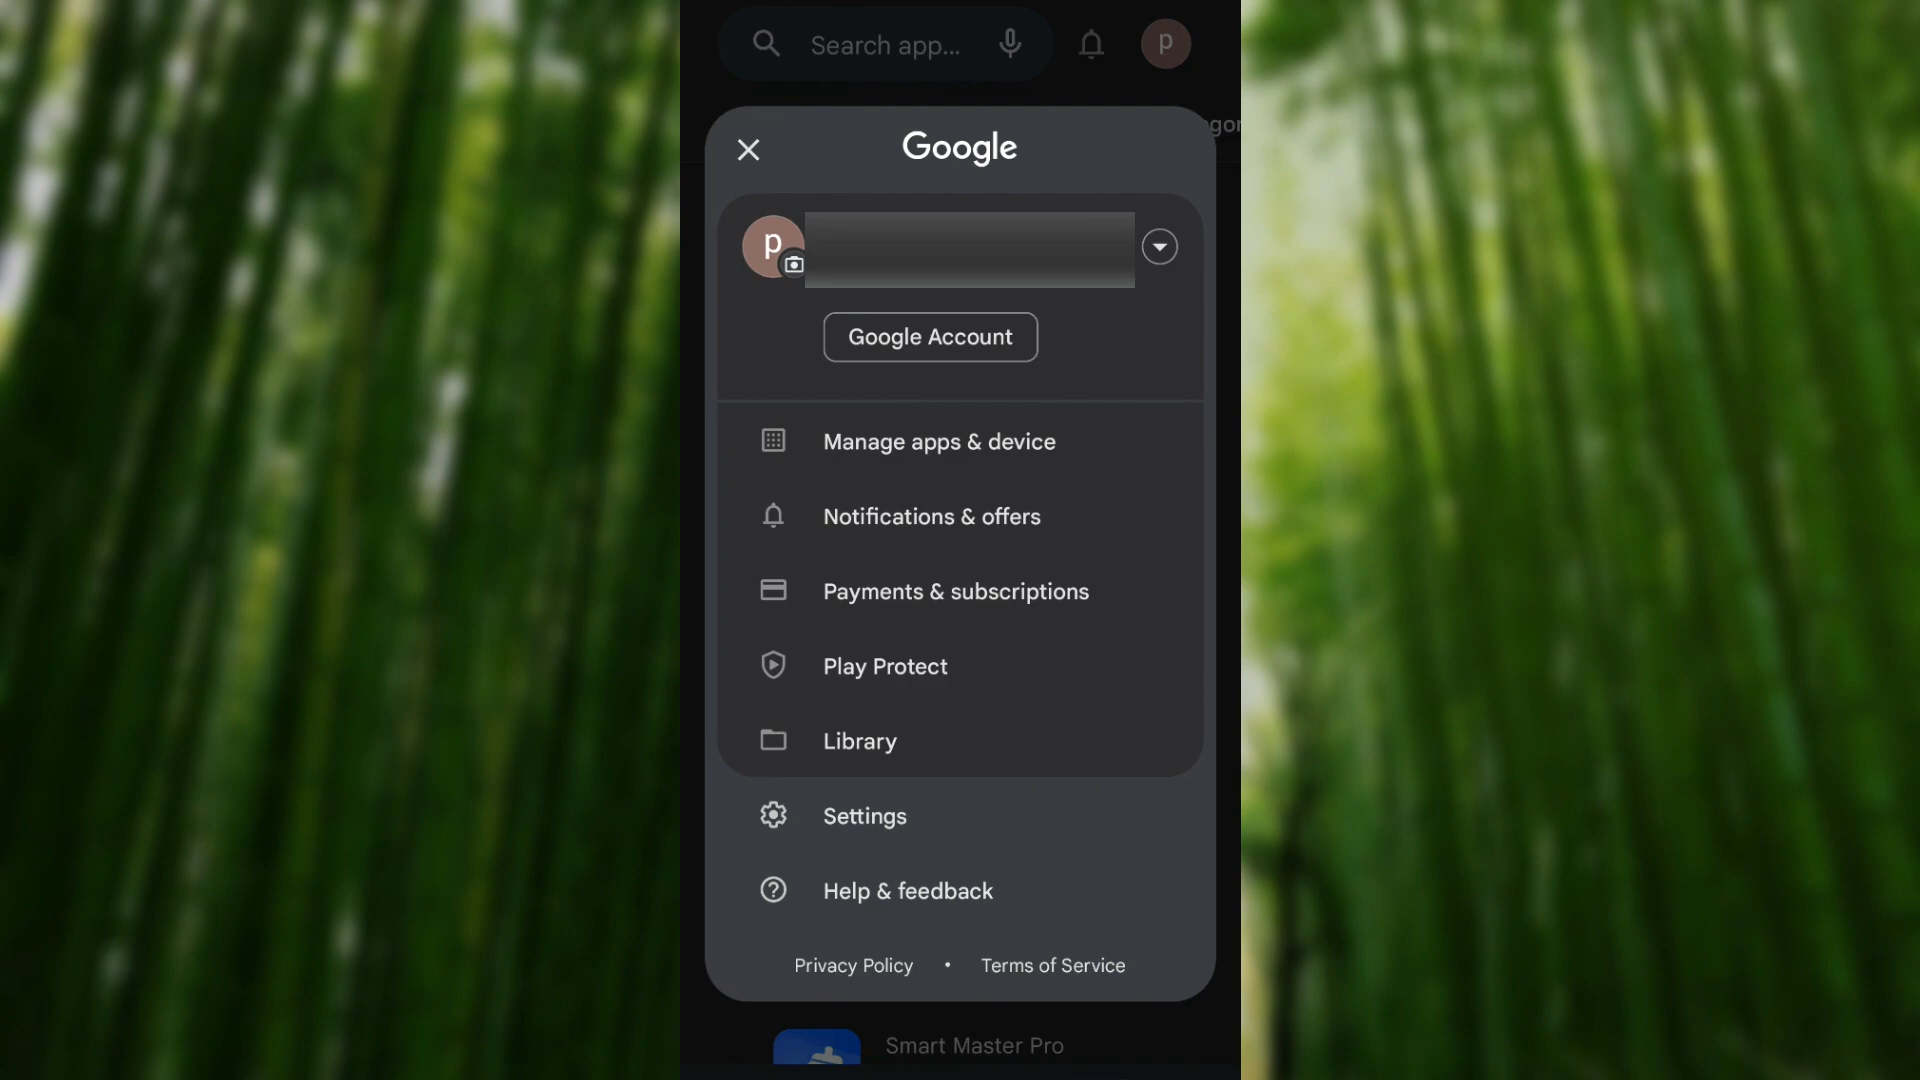 Search app...
p
gor
Google
p
Google Account
Manage apps & device
Notifications & offers
Payments & subscriptions
Play Protect
Library
Settings
Help & feedback
Privacy Policy • Terms of Service
Smart Master Pro